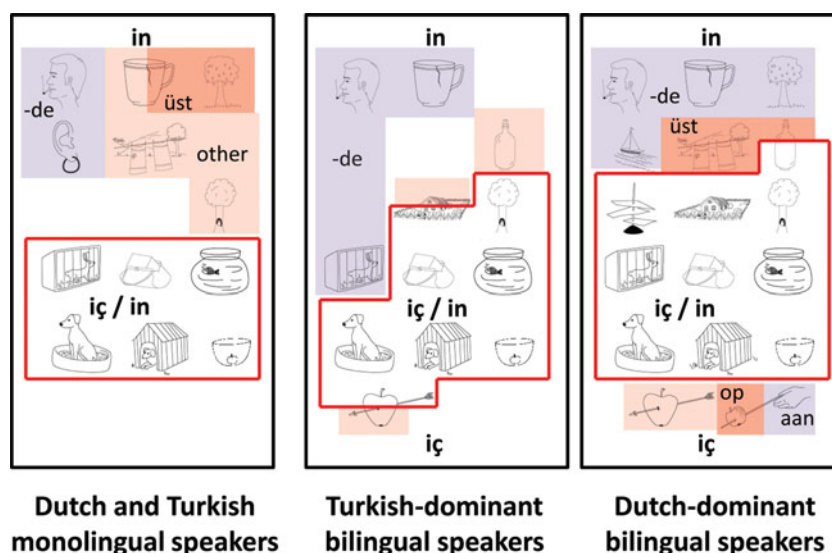 in
-de
üst
other
iç / in
Dutch and Turkish
monolingual speakers
in
-de
iç / in
iç
Turkish-dominant
bilingual speakers
in
-de
üst
iç / in
op
aan
iç
Dutch-dominant
bilingual speakers